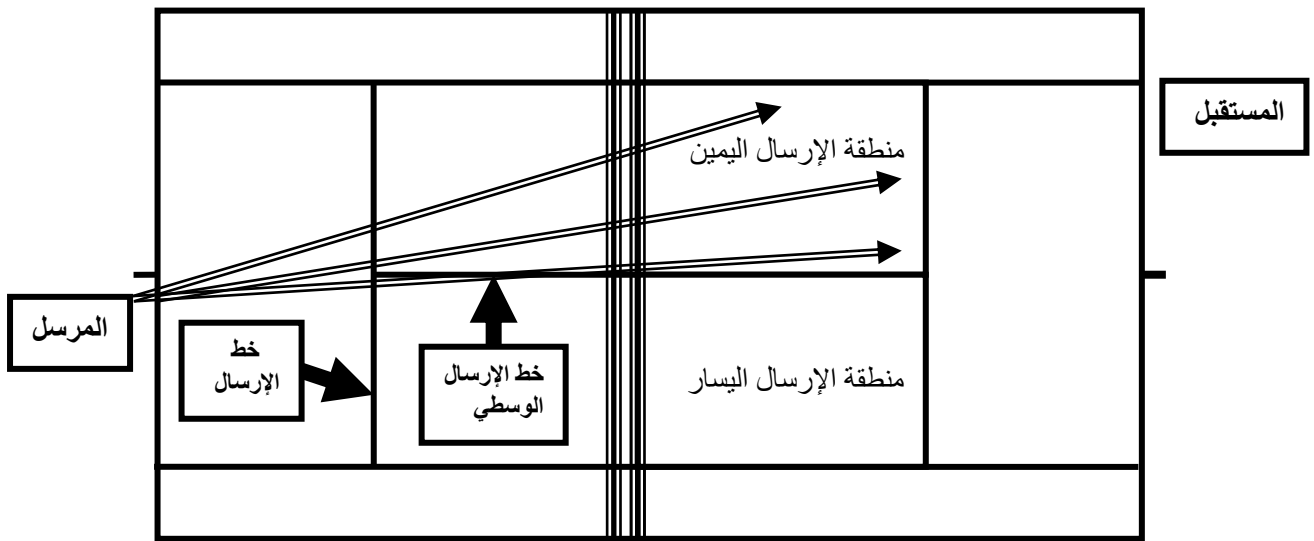 المستقبل
منطقة الإرسال اليمين
المرسل
خط
الإرسال
خط الإرسال
الوسطي
منطقة الإرسال اليسار